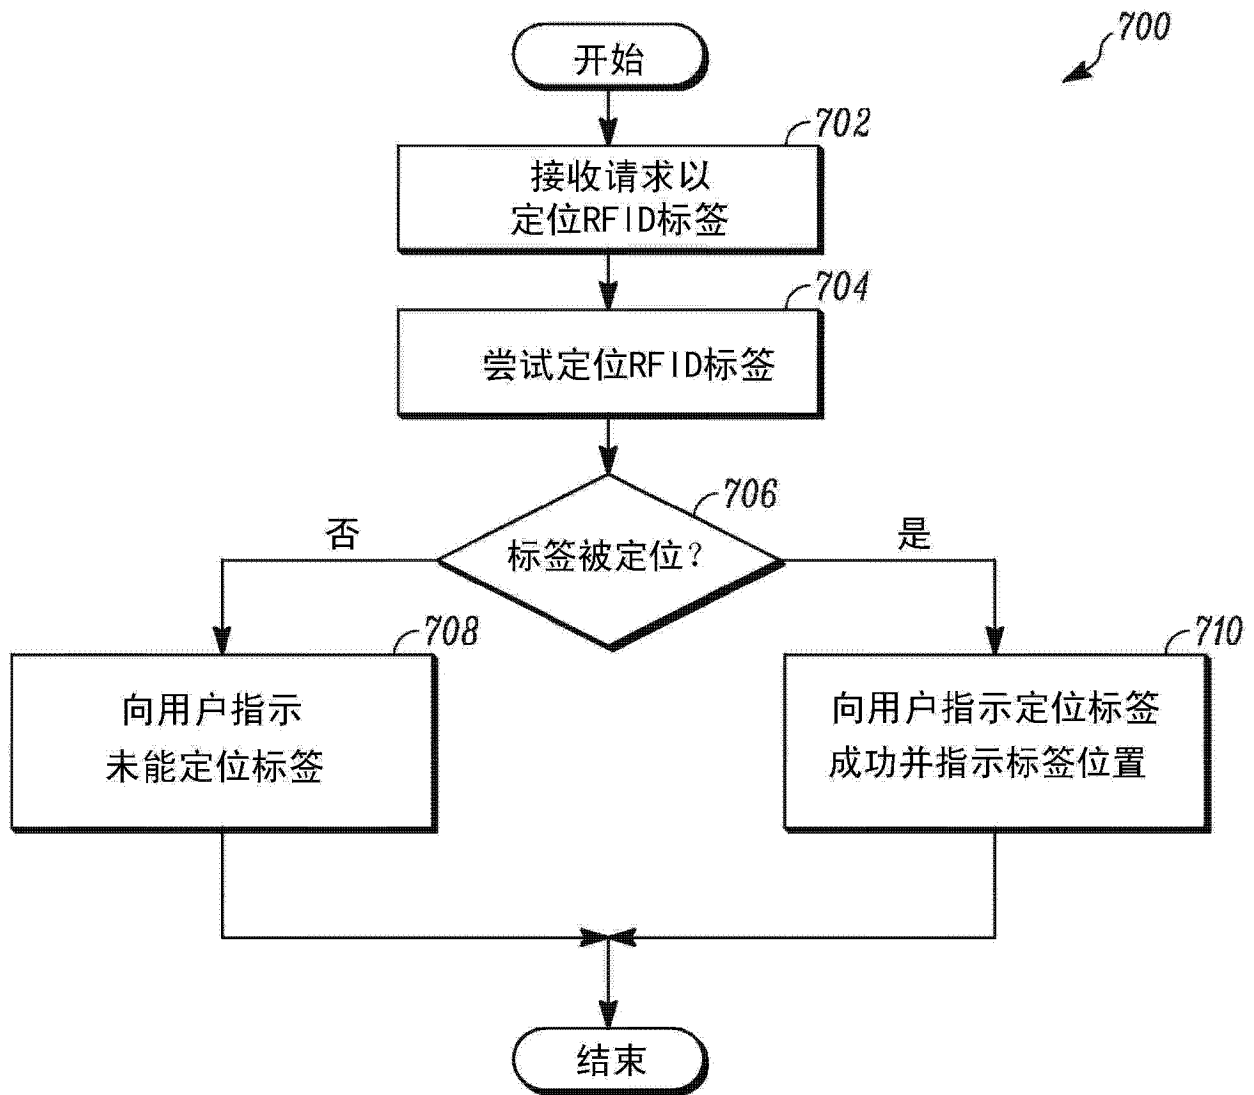 700
开始
702
接收请求以
定位RFID标签
704
尝试定位RFID标签
706
标签被定位?
否
是
708
向用户指示
未能定位标签
710
向用户指示定位标签
成功并指示标签位置
结束